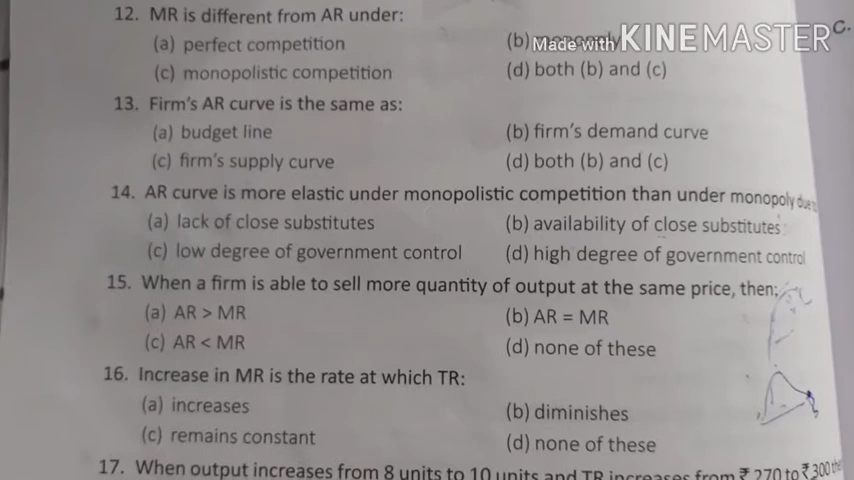 12. MR is different from AR under:
(a) perfect competition (b)
Made with KINEMASTER
C.
(c) monopolistic competition (d) both (b) and (c)
13. Firm's AR curve is the same as:
(a) budget line (b) firm's demand curve
(c) firm's supply curve (d) both (b) and (c)
14. AR curve is more elastic under monopolistic competition than under monopoly due
(a) lack of close substitutes (b) availability of close substitutes
(c) low degree of government control (d) high degree of government control
15. When a firm is able to sell more quantity of output at the same price, then:
(a) AR > MR (b) AR = MR
(c) AR < MR (d) none of these
16. Increase in MR is the rate at which TR:
(a) increases (b) diminishes
(c) remains constant (d) none of these
17. When output increases from 8 units to 10 units and TR increases from ₹ 270 to ₹ 300